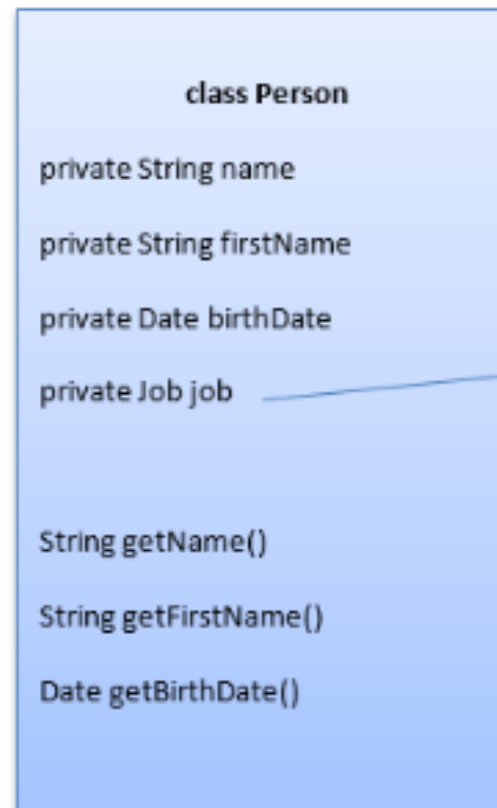 class Person
private String name
private String firstName
private Date birthDate
private Job job
String getName()
String getFirstName()
Date getBirthDate()